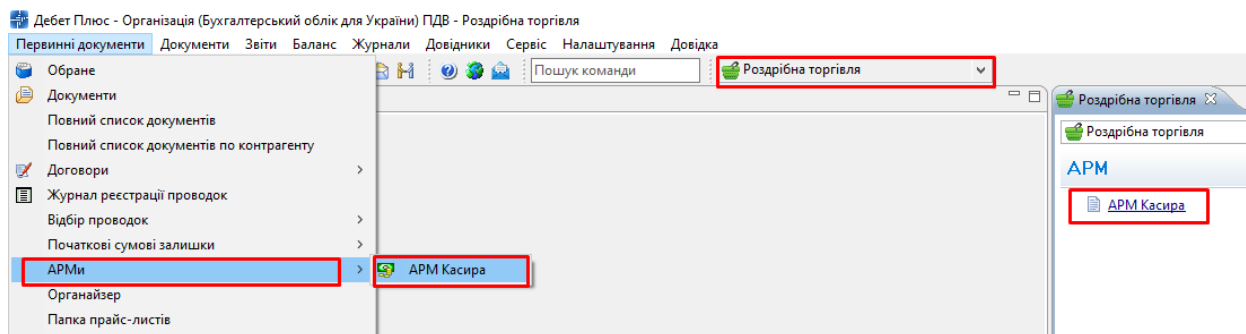 Дебет Плюс - Організація (Бухгалтерський облік для України) ПДВ - Роздрібна торгівля
Первинні документи Документи Звіти Баланс Журнали Довідники Сервіс Налаштування Довідка
Обране
Пошук команди
Роздрібна торгівля
Документи
Роздрібна торгівля
Повний список документів
Повний список документів по контрагенту
Роздрібна торгівля
Договори
АРМ
Журнал реєстрації проводок
АРМ Касира
Відбір проводок
Початкові сумові залишки
АРМи
АРМ Касира
Органайзер
Папка прайс-листів